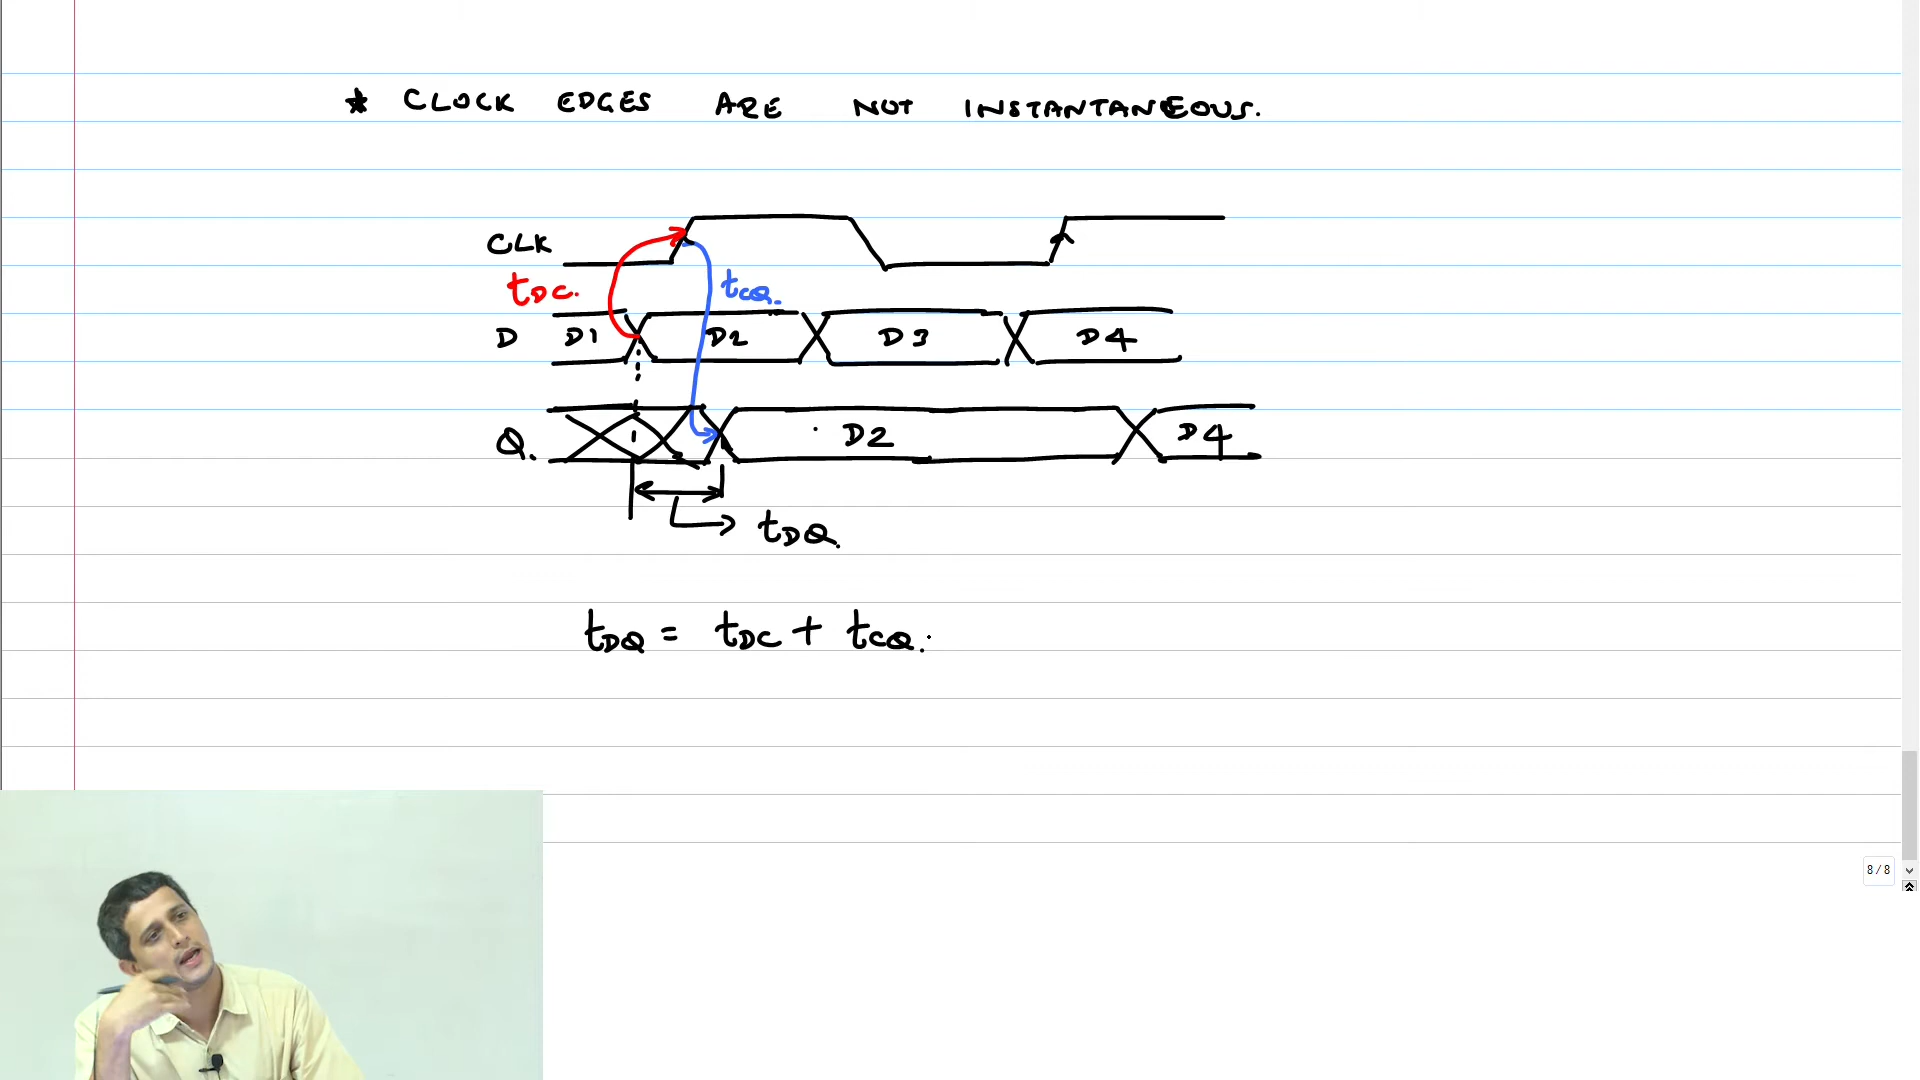 * CLOCK EDGES ARE NOT INSTANTANEOUS.
CLK
tDC. tCQ.
D D1 D2 D3 D4
Q. D2 D4
tDQ.
tDQ = tDC + tCQ.
8/8